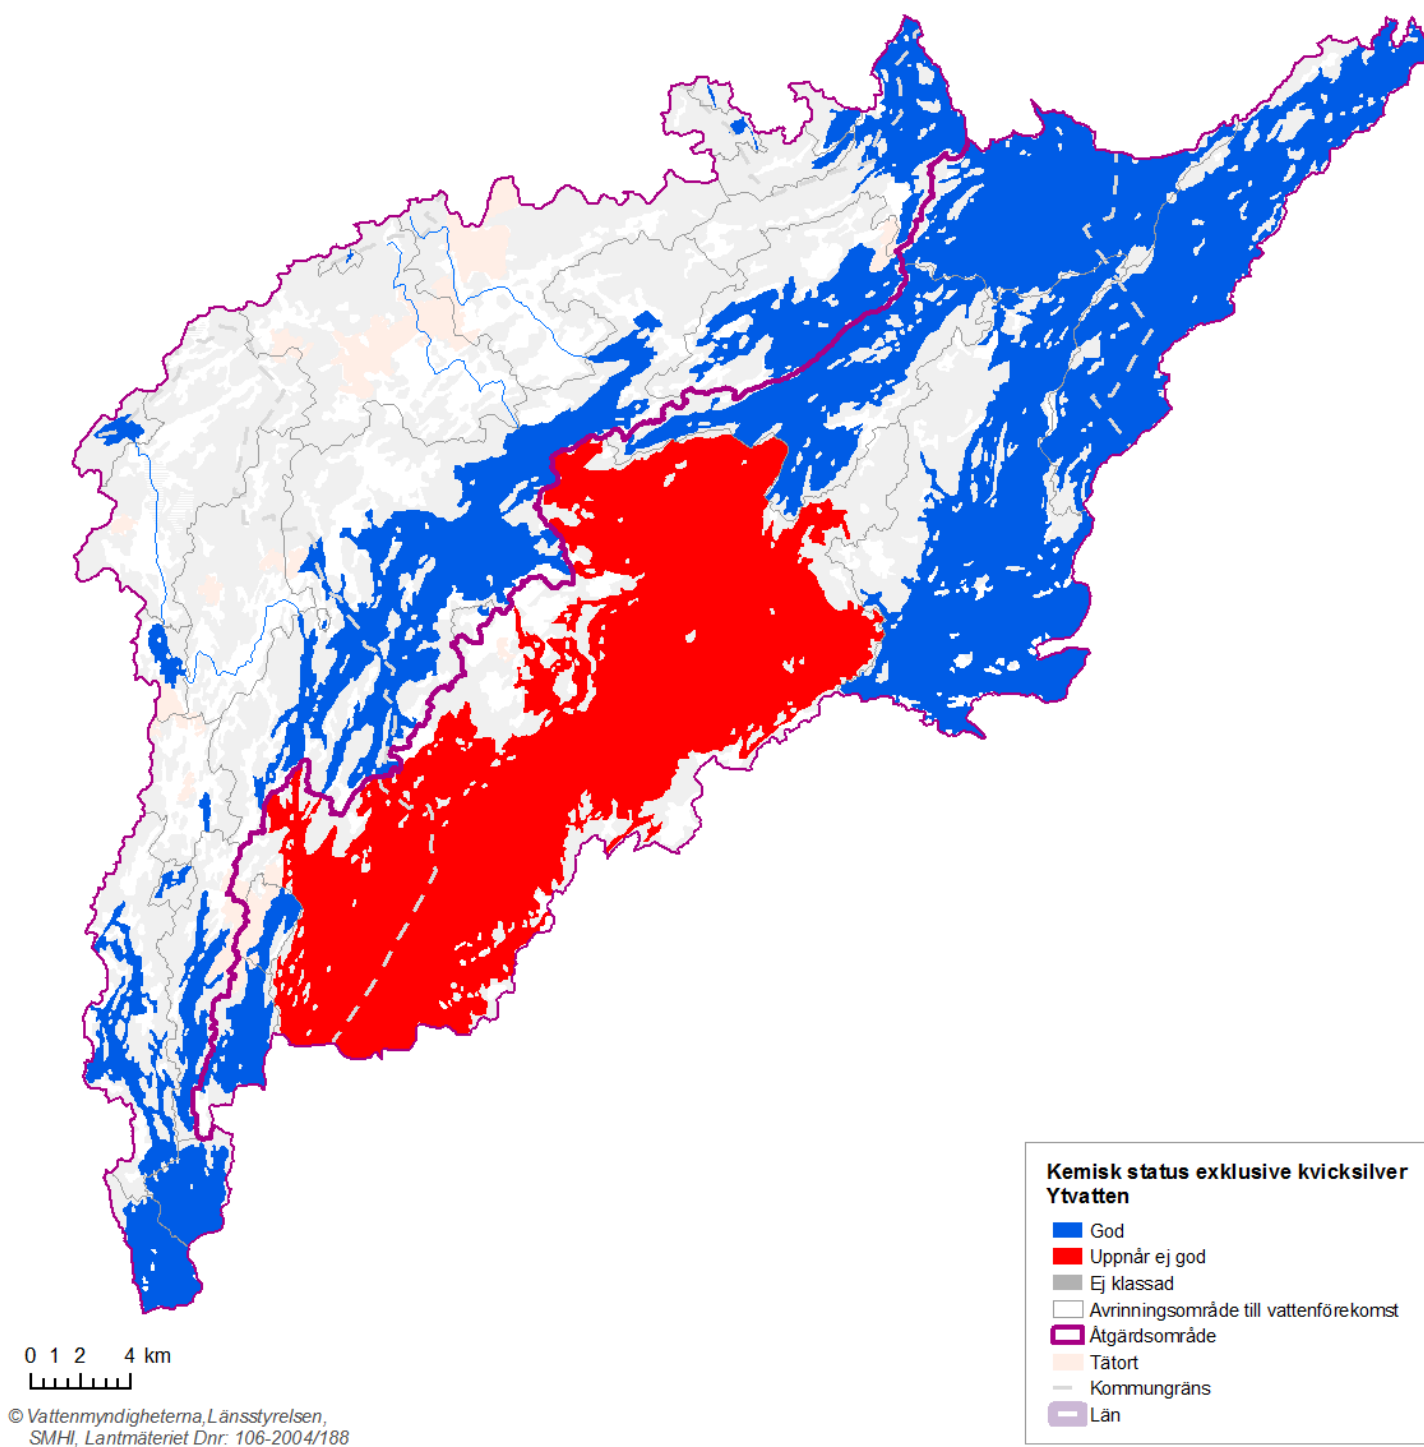 Kemisk status exklusive kvicksilver
Ytvatten
God
Uppnår ej god
Ej klassad
Avrinningsområde till vattenförekomst
Åtgärdsområde
Tätort
Kommungräns
Län
0 1 2 4 km
© Vattenmyndigheterna,Länsstyrelsen,
SMHI, Lantmäteriet Dnr: 106-2004/188